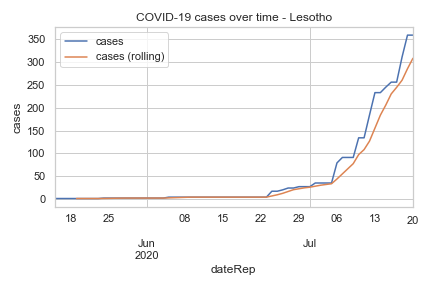 COVID-19 cases over time - Lesotho
cases
cases (rolling)
350
300
250
200
150
100
50
0
cases
18 25 08 15 22 29 06 13 20
Jun Jul
2020
dateRep